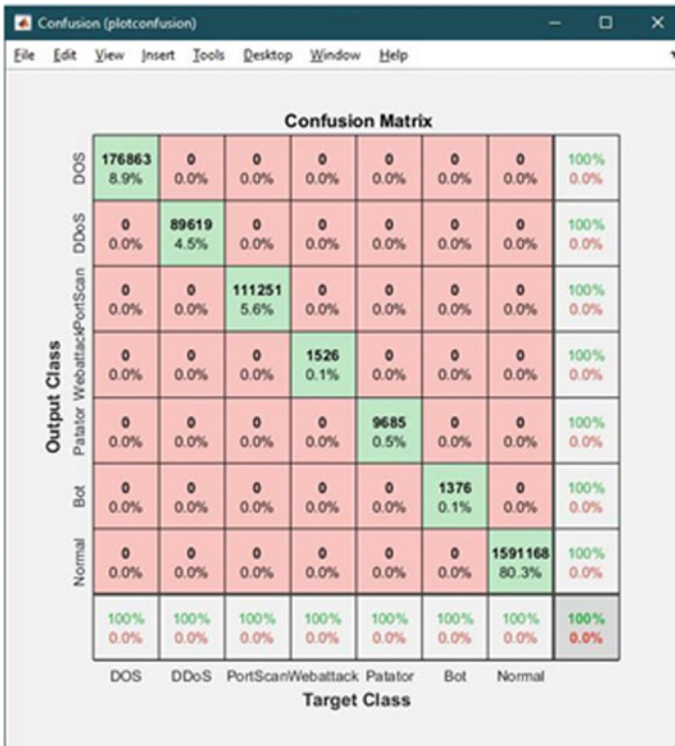 Confusion (plotconfusion)
File Edit View Insert Tools Desktop Window Help
Confusion Matrix
DOS 176863 0 0 0 0 0 0 100%
8.9% 0.0% 0.0% 0.0% 0.0% 0.0% 0.0% 0.0%
DDoS 0 89619 0 0 0 0 0 100%
0.0% 4.5% 0.0% 0.0% 0.0% 0.0% 0.0% 0.0%
PortScan 0 0 111251 0 0 0 0 100%
0.0% 0.0% 5.6% 0.0% 0.0% 0.0% 0.0% 0.0%
Webattack 0 0 0 1526 0 0 0 100%
0.0% 0.0% 0.0% 0.1% 0.0% 0.0% 0.0% 0.0%
Patator 0 0 0 0 9685 0 0 100%
0.0% 0.0% 0.0% 0.0% 0.5% 0.0% 0.0% 0.0%
Bot 0 0 0 0 0 1376 0 100%
0.0% 0.0% 0.0% 0.0% 0.0% 0.1% 0.0% 0.0%
Normal 0 0 0 0 0 0 1591168 100%
0.0% 0.0% 0.0% 0.0% 0.0% 0.0% 80.3% 0.0%
100% 100% 100% 100% 100% 100% 100% 100%
0.0% 0.0% 0.0% 0.0% 0.0% 0.0% 0.0% 0.0%
DOS DDoS PortScan Webattack Patator Bot Normal
Target Class
Output Class